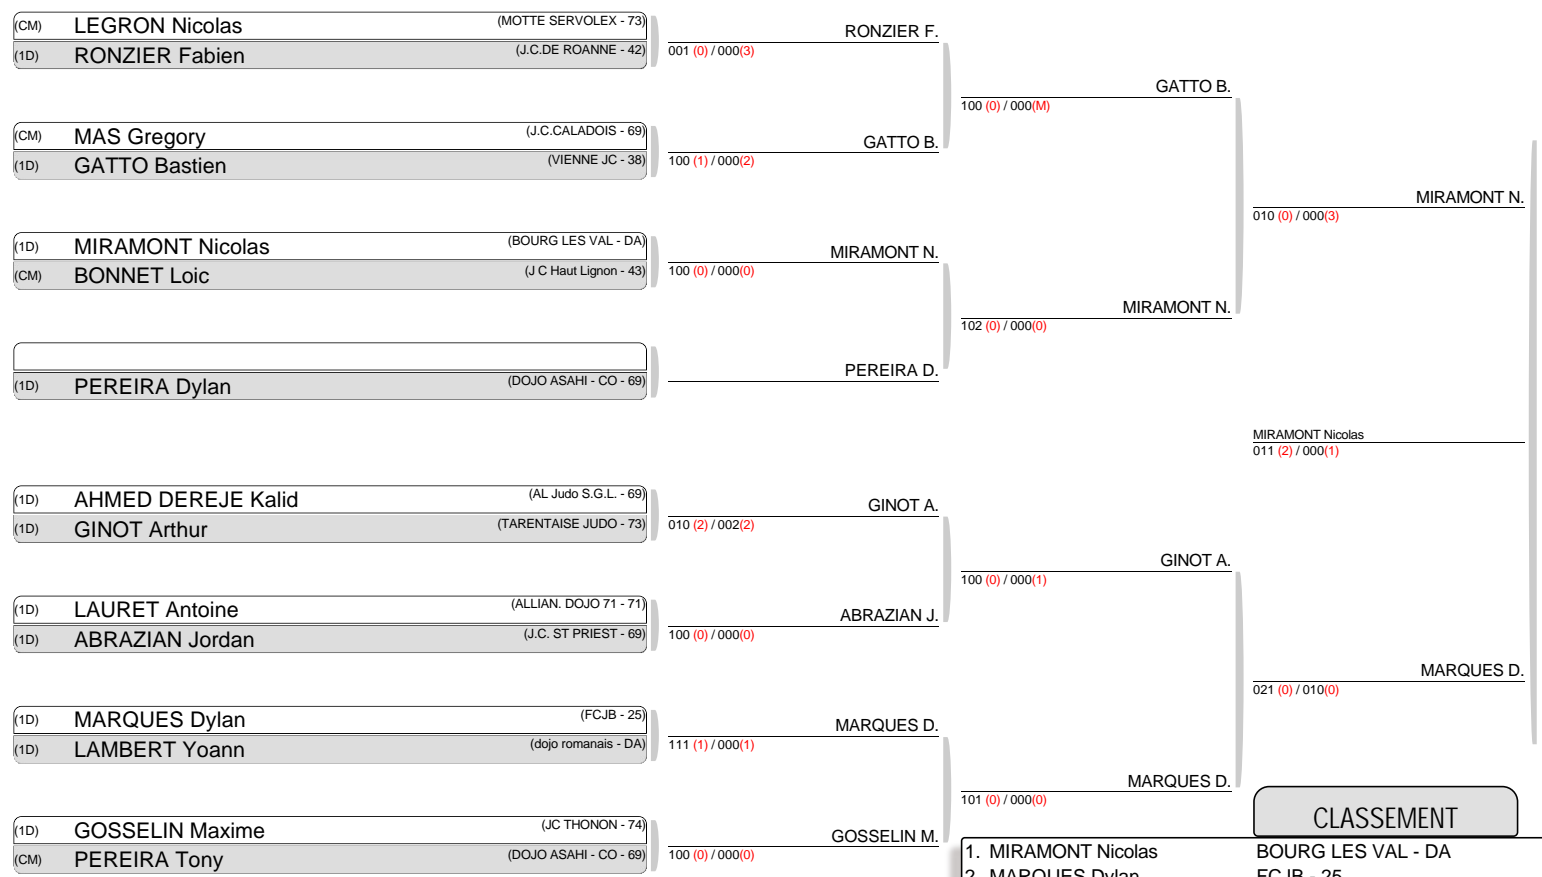 (CM) LEGRON Nicolas (MOTTE SERVOLEX - 73)
(1D) RONZIER Fabien (J.C.DE ROANNE - 42)
RONZIER F.
001 (0) / 000(3)
GATTO B.
100 (0) / 000(M)
(CM) MAS Gregory (J.C.CALADOIS - 69)
(1D) GATTO Bastien (VIENNE JC - 38)
GATTO B.
100 (1) / 000(2)
MIRAMONT N.
010 (0) / 000(3)
(1D) MIRAMONT Nicolas (BOURG LES VAL - DA)
(CM) BONNET Loic (J C Haut Lignon - 43)
MIRAMONT N.
100 (0) / 000(0)
MIRAMONT N.
102 (0) / 000(0)
(1D) PEREIRA Dylan (DOJO ASAHI - CO - 69)
PEREIRA D.
MIRAMONT Nicolas
011 (2) / 000(1)
(1D) AHMED DEREJE Kalid (AL Judo S.G.L. - 69)
(1D) GINOT Arthur (TARENTAISE JUDO - 73)
GINOT A.
010 (2) / 002(2)
GINOT A.
100 (0) / 000(1)
(1D) LAURET Antoine (ALLIAN. DOJO 71 - 71)
(1D) ABRAZIAN Jordan (J.C. ST PRIEST - 69)
ABRAZIAN J.
100 (0) / 000(0)
MARQUES D.
021 (0) / 010(0)
(1D) MARQUES Dylan (FCJB - 25)
(1D) LAMBERT Yoann (dojo romanais - DA)
MARQUES D.
111 (1) / 000(1)
MARQUES D.
101 (0) / 000(0)
(1D) GOSSELIN Maxime (JC THONON - 74)
(CM) PEREIRA Tony (DOJO ASAHI - CO - 69)
GOSSELIN M.
100 (0) / 000(0)
CLASSEMENT
1. MIRAMONT Nicolas BOURG LES VAL - DA
2. MARQUES Dylan FCJB - 25